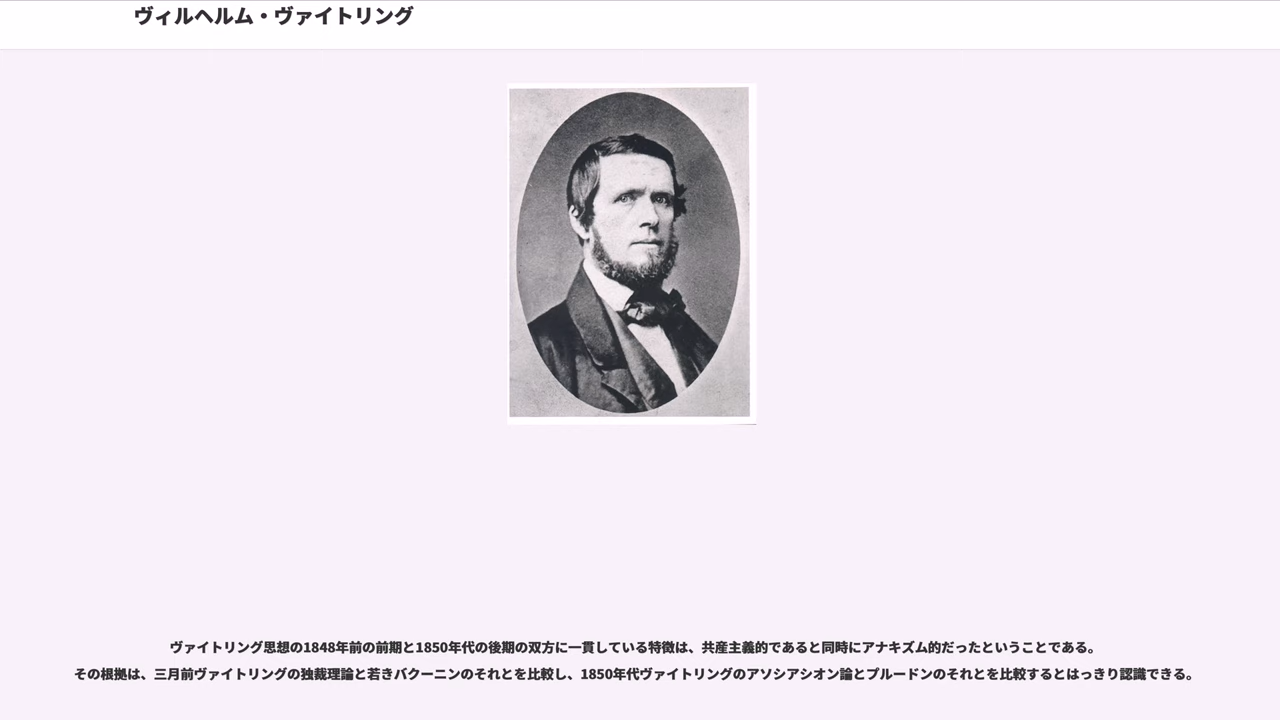 ヴィルヘルム・ヴァイトリング
ヴァイトリング思想の1848年前の前期と1850年代の後期の双方に一貫している特徴は、共産主義的であると同時にアナキズム的だったということである。
その根拠は、三月前ヴァイトリングの独裁理論と若きバクーニンのそれとを比較し、1850年代ヴァイトリングのアソシアシオン論とプルードンのそれとを比較するとはっきり認識できる。